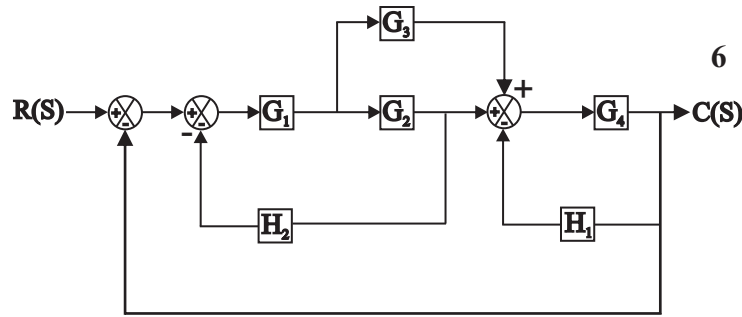 G3
6
+
R(S) + - + - G1 G2 + - G4 C(S)
-
H2 H1